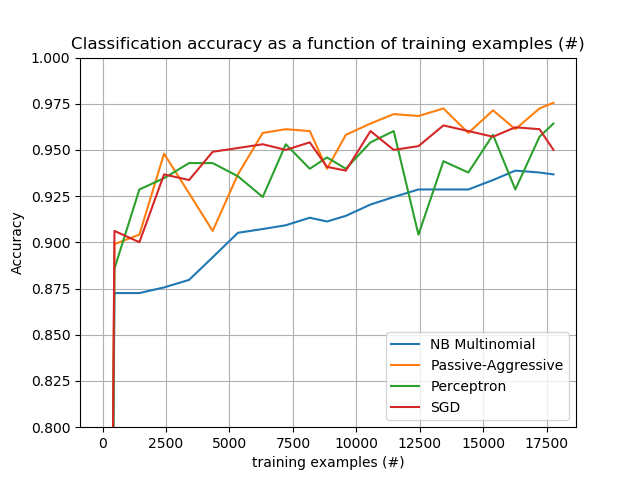 Classification accuracy as a function of training examples (#)
1.000
0.975
0.950
0.925
0.900
0.875
0.850
0.825
0.800
Accuracy
NB Multinomial
Passive-Aggressive
Perceptron
SGD
0 2500 5000 7500 10000 12500 15000 17500
training examples (#)